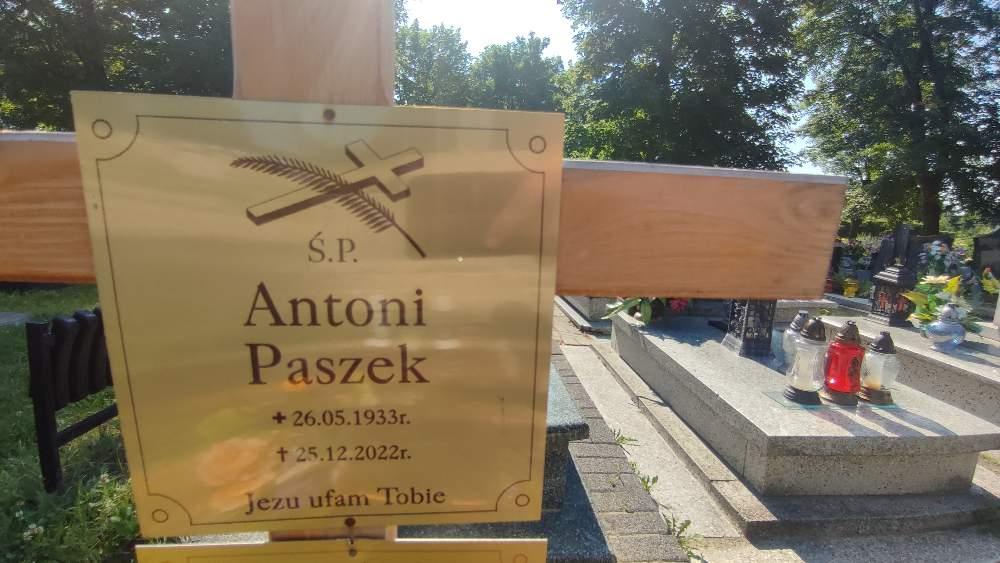 Ś.P.
Antoni
Paszek
✚ 26.05.1933r.
† 25.12.2022r.
Jezu ufam Tobie